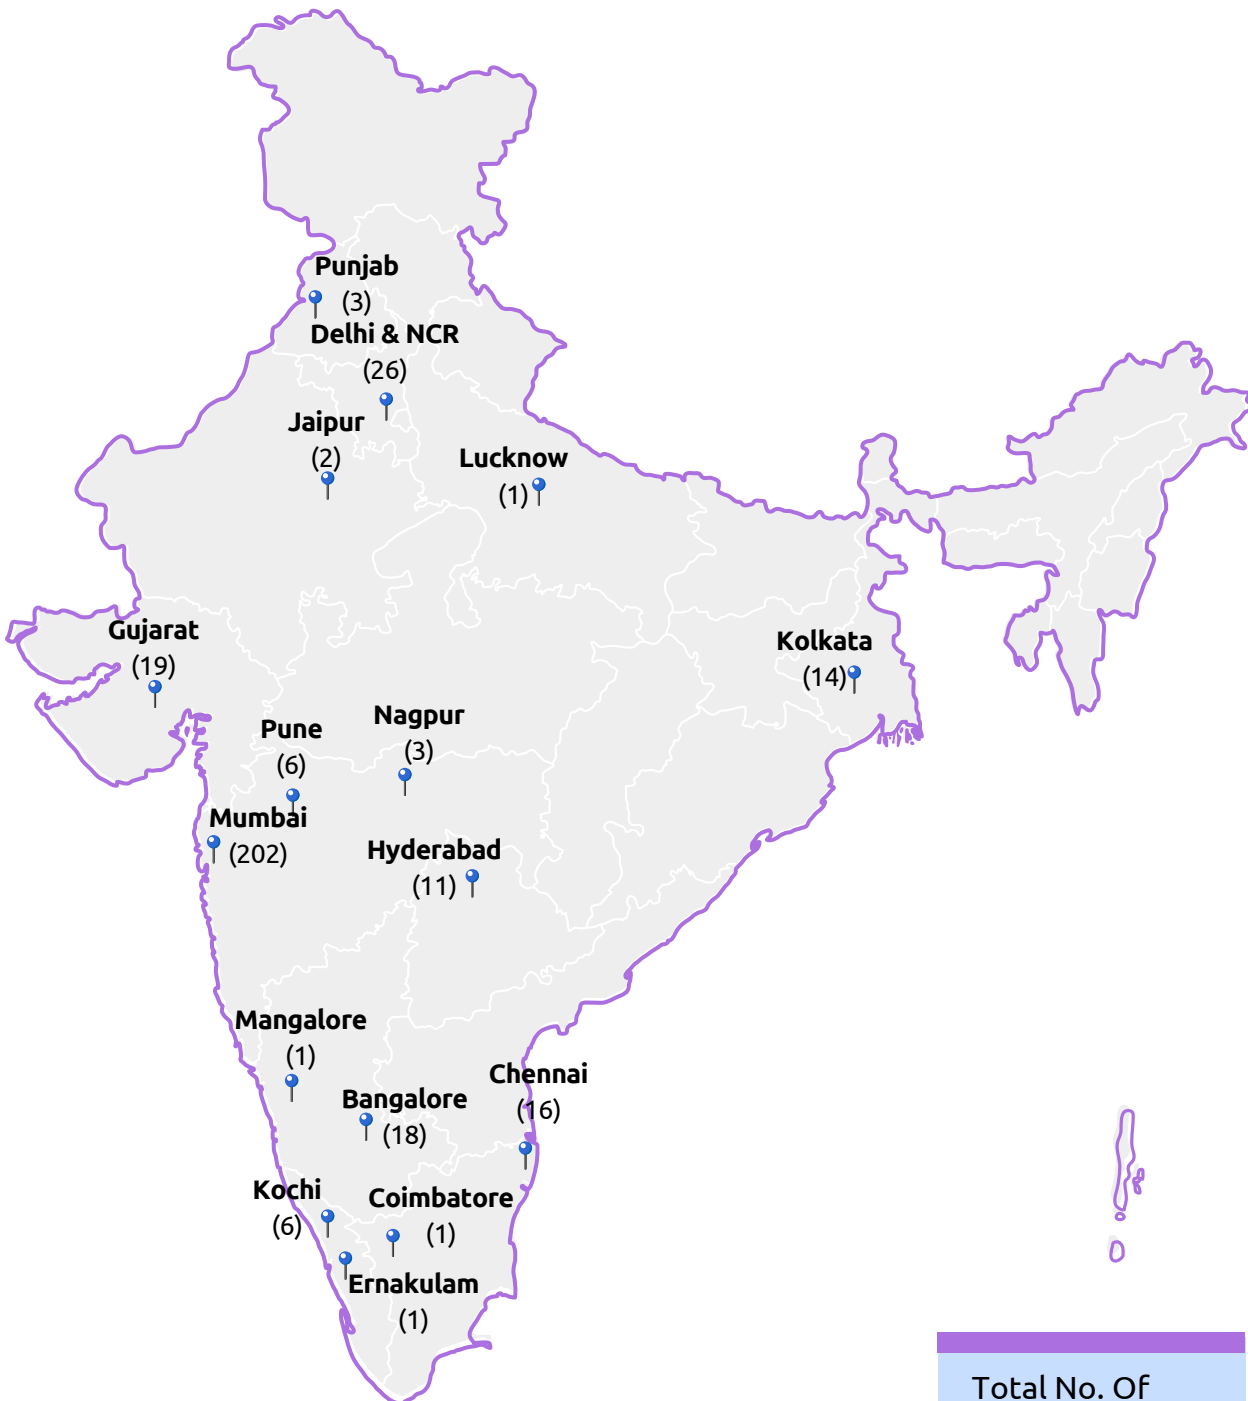 Punjab
(3)
Delhi & NCR
(26)
Jaipur
(2)
Lucknow
(1)
Gujarat
(19)
Kolkata
(14)
Pune
(6)
Nagpur
(3)
Mumbai
(202)
Hyderabad
(11)
Mangalore
(1)
Chennai
(16)
Bangalore
(18)
Kochi
(6)
Coimbatore
(1)
Ernakulam
(1)
Total No. Of